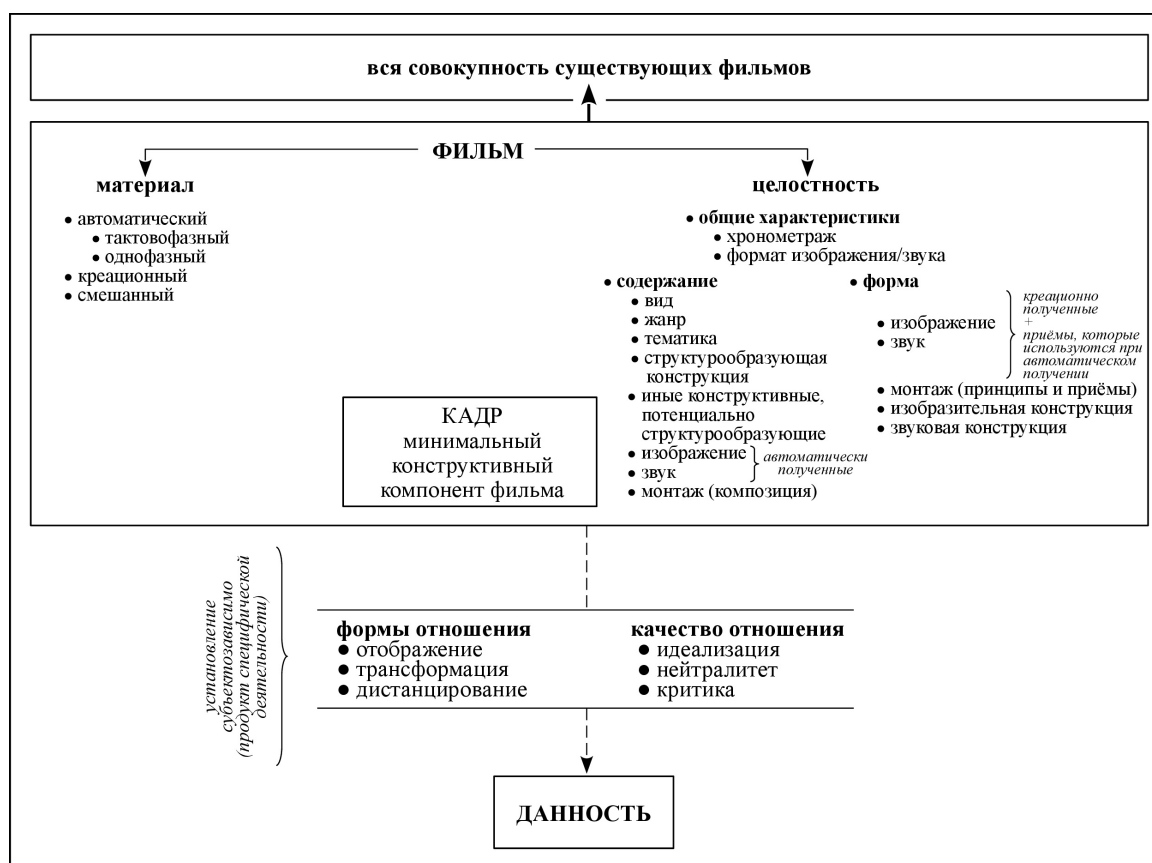 вся совокупность существующих фильмов
ФИЛЬМ
материал
• автоматический
• тактовофазный
• однофазный
• креационный
• смешанный
целостность
• общие характеристики
• хронометраж
• формат изображения/звука
• содержание
• вид
• жанр
• тематика
• структурообразующая
конструкция
• иные конструктивные,
потенциально
структурообразующие
• изображение
• звук
автоматически
полученные
• монтаж (композиция)
• форма
• изображение
• звук
креационно
полученные
+
приёмы, которые
используются при
автоматическом
получении
• монтаж (принципы и приёмы)
• изобразительная конструкция
• звуковая конструкция
КАДР
минимальный
конструктивный
компонент фильма
установление
субъектозависимо
(продукт специфической
деятельности)
формы отношения
• отображение
• трансформация
• дистанцирование
качество отношения
• идеализация
• нейтралитет
• критика
ДАННОСТЬ